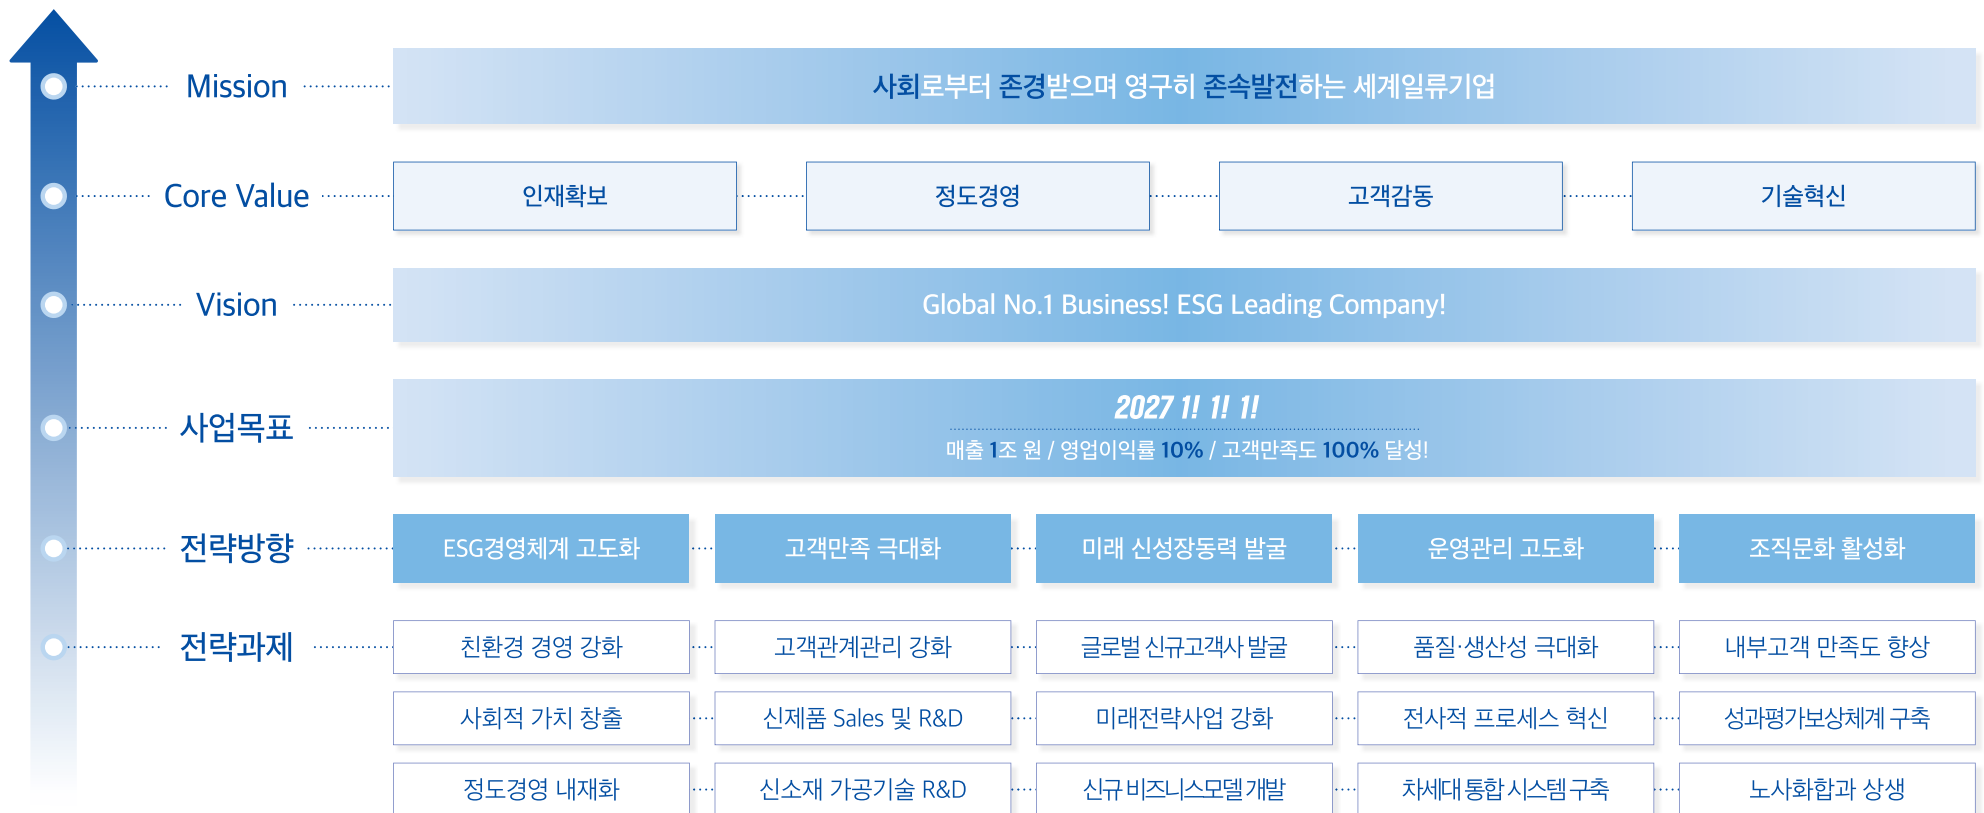 Mission
사회로부터 존경받으며 영구히 존속발전하는 세계일류기업
Core Value
인재확보
정도경영
고객감동
기술혁신
Vision
Global No.1 Business! ESG Leading Company!
사업목표
2027 1! 1! 1!
매출 1조 원 / 영업이익률 10% / 고객만족도 100% 달성!
전략방향
ESG경영체계 고도화
고객만족 극대화
미래 신성장동력 발굴
운영관리 고도화
조직문화 활성화
전략과제
친환경 경영 강화
고객관계관리 강화
글로벌 신규고객사 발굴
품질·생산성 극대화
내부고객 만족도 향상
사회적 가치 창출
신제품 Sales 및 R&D
미래전략사업 강화
전사적 프로세스 혁신
성과평가보상체계 구축
정도경영 내재화
신소재 가공기술 R&D
신규 비즈니스모델 개발
차세대 통합 시스템 구축
노사화합과 상생